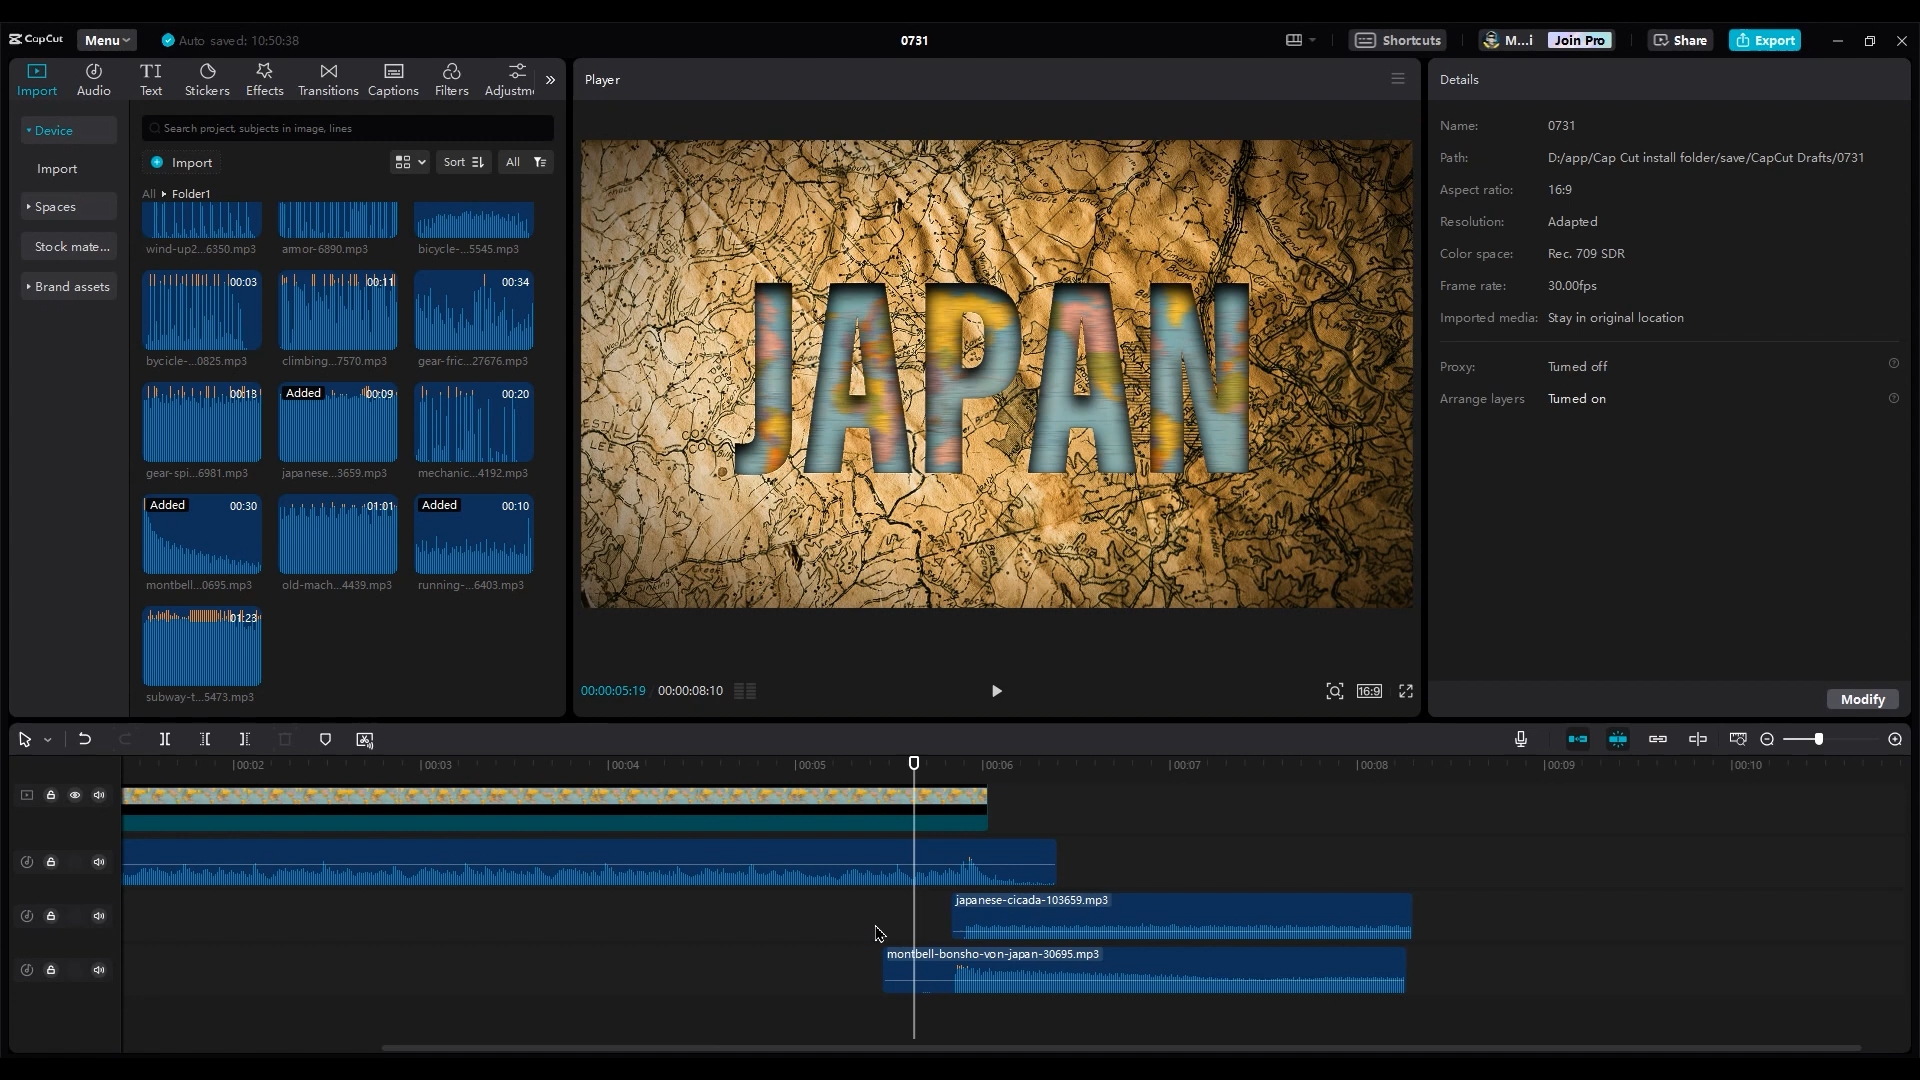 CapCut
Menu
Auto saved: 10:50:38
0731
Shortcuts
M...i
Join Pro
Share
Export
Import
Audio
Text
Stickers
Effects
Transitions
Captions
Filters
Adjustme
Player
Details
Device
Import
Spaces
Stock mate...
Brand assets
Search project, subjects in image, lines
Import
Sort
All
All
Folder1
wind-up2...6350.mp3
armor-6890.mp3
bicycle-...5545.mp3
00:03
00:11
00:34
bycicle-...0825.mp3
climbing...7570.mp3
gear-fric...27676.mp3
00:18
Added
00:09
00:20
gear-spi...6981.mp3
japanese...3659.mp3
mechanic...4192.mp3
Added
00:30
01:01
Added
00:10
montbell...0695.mp3
old-mach...4439.mp3
running-...6403.mp3
01:23
subway-t...5473.mp3
JAPAN
00:00:05:19
00:00:08:10
16:9
Name:
0731
Path:
D:/app/Cap Cut install folder/save/CapCut Drafts/0731
Aspect ratio:
16:9
Resolution:
Adapted
Color space:
Rec. 709 SDR
Frame rate:
30.00fps
Imported media:
Stay in original location
Proxy:
Turned off
Arrange layers
Turned on
Modify
00:02
00:03
00:04
00:05
00:06
00:07
00:08
00:09
00:10
japanese-cicada-103659.mp3
montbell-bonsho-von-japan-30695.mp3